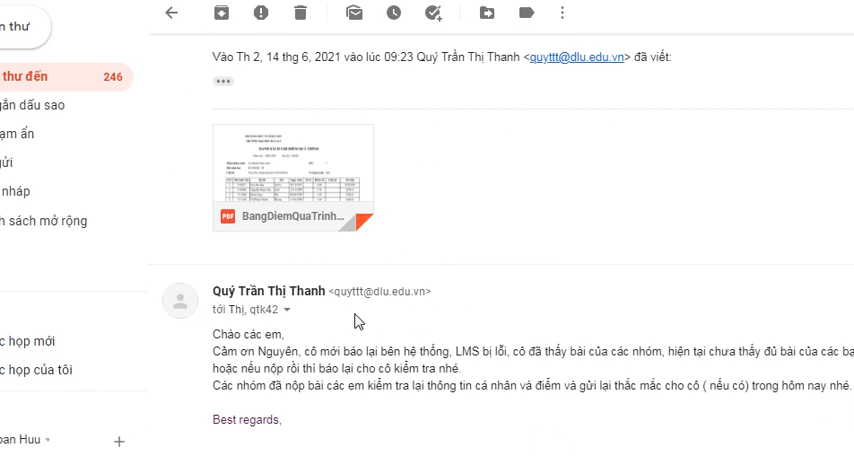 n thư
thư đến 246
gắn dấu sao
ạm ẩn
gửi
nháp
h sách mở rộng
c họp mới
c họp của tôi
oan Huu
Vào Th 2, 14 thg 6, 2021 vào lúc 09:23 Quý Trần Thị Thanh <quyttt@dlu.edu.vn> đã viết:
PDF BangDiemQuaTrinh...
Quý Trần Thị Thanh <quyttt@dlu.edu.vn>
tới Thị, qtk42
Chào các em,
Cảm ơn Nguyên, cô mới báo lại bên hệ thống, LMS bị lỗi, cô đã thấy bài của các nhóm, hiện tại chưa thấy đủ bài của các bạ
hoặc nếu nộp rồi thì báo lại cho cô kiểm tra nhé.
Các nhóm đã nộp bài các em kiểm tra lại thông tin cá nhân và điểm và gửi lại thắc mắc cho cô ( nếu có) trong hôm nay nhé.
Best regards,